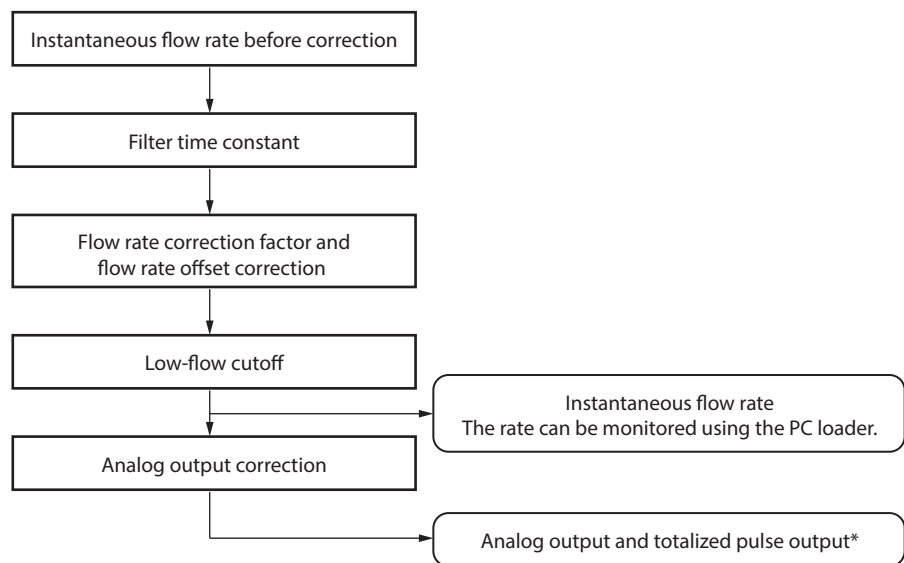 Instantaneous flow rate before correction
Filter time constant
Flow rate correction factor and
flow rate offset correction
Low-flow cutoff
Instantaneous flow rate
The rate can be monitored using the PC loader.
Analog output correction
Analog output and totalized pulse output*